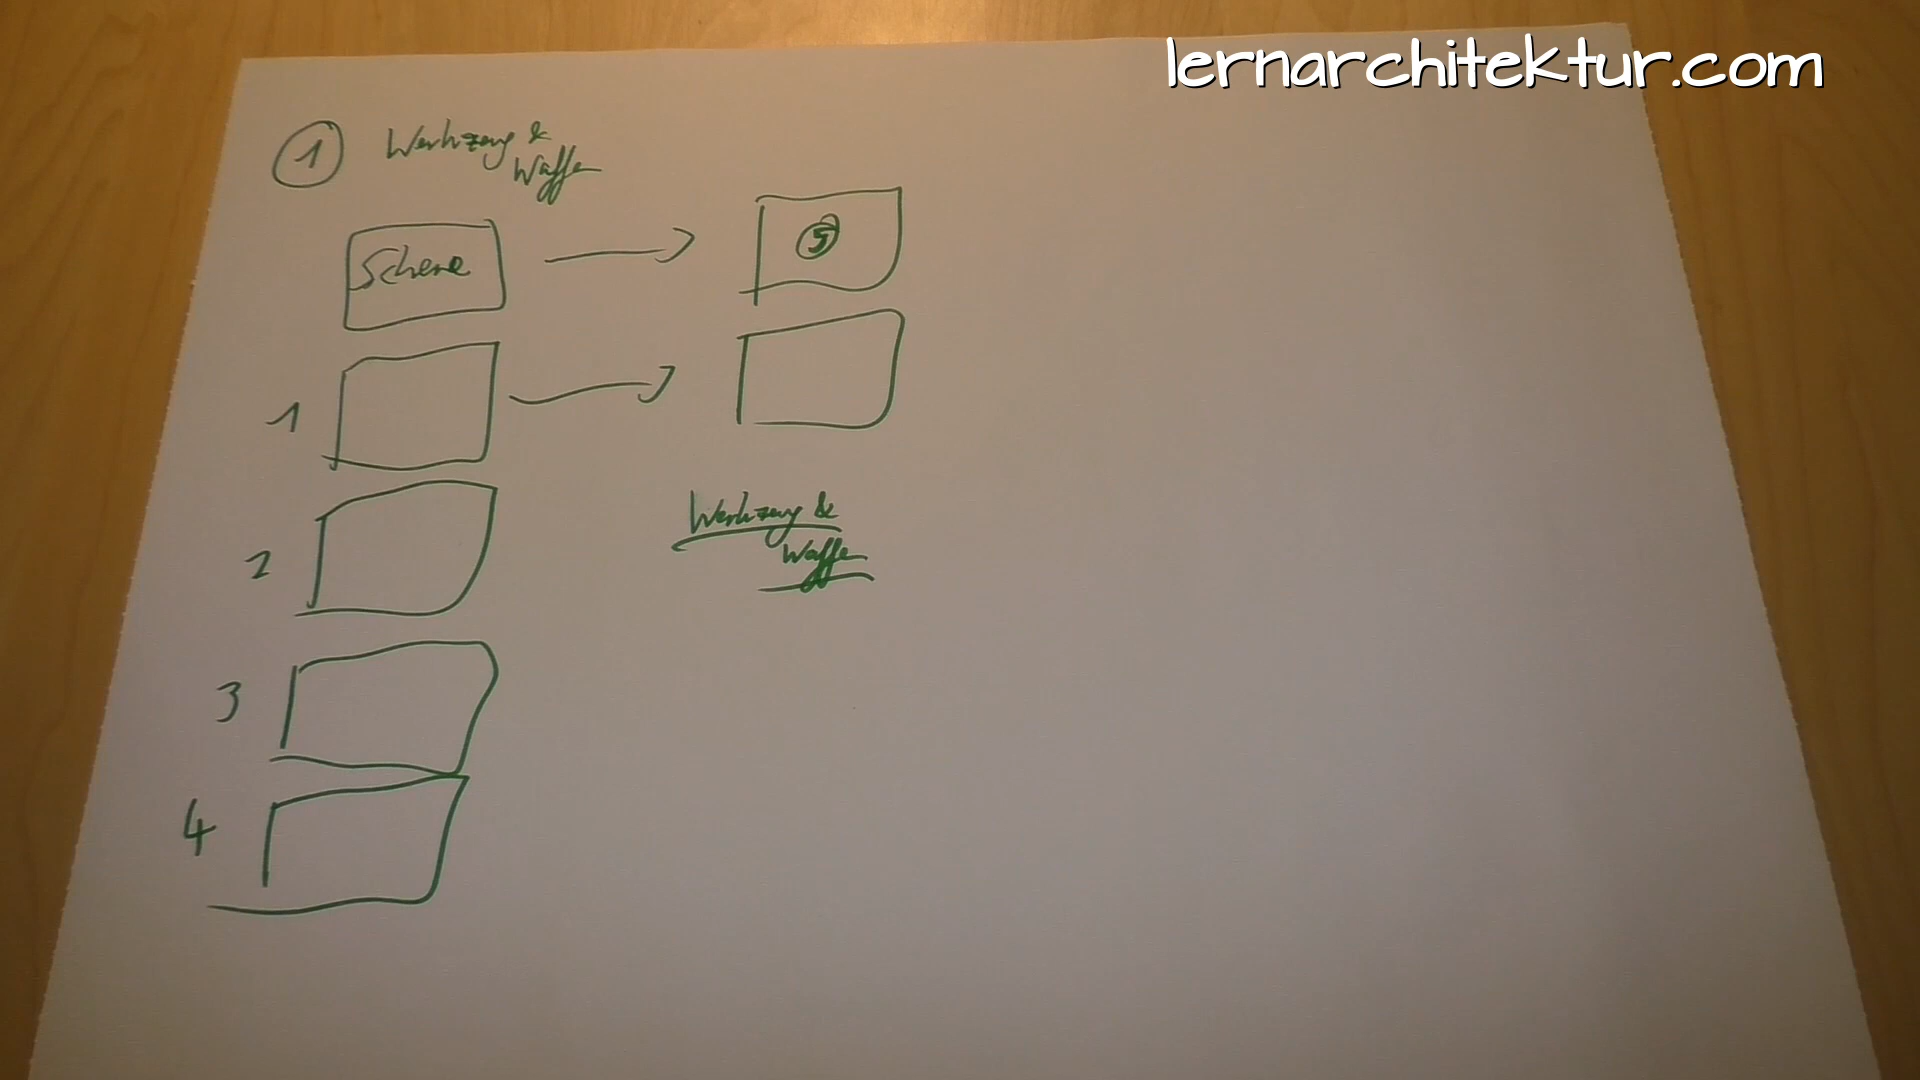 lernarchitektur.com
1 Werkzeug &
Waffe
Schere
5
1
2
3
4
Werkzeug &
Waffe